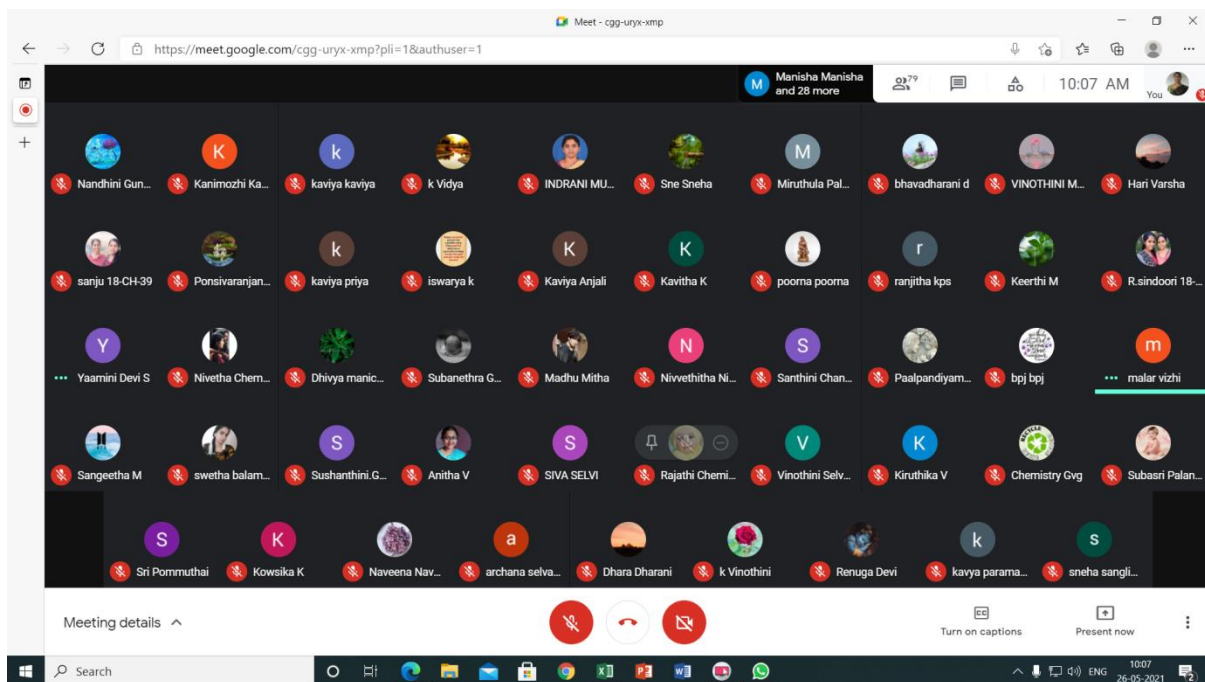 Meet - cgg-uryx-xmp
https://meet.google.com/cgg-uryx-xmp?pli=1&authuser=1
M Manisha Manisha
and 28 more
79
10:07 AM
You
K
k
M
Nandhini Gun...
Kanimozhi Ka...
kaviya kaviya
k Vidya
INDRANI MU...
Sne Sneha
Miruthula Pal...
bhavadharani d
VINOTHINI M...
Hari Varsha
k
K
K
r
sanju 18-CH-39
Ponsivaranjan...
kaviya priya
iswarya k
Kaviya Anjali
Kavitha K
poorna poorna
ranjitha kps
Keerthi M
R.sindoori 18-...
Y
N
S
m
Yaamini Devi S
Nivetha Chem...
Dhivya manic...
Subanethra G...
Madhu Mitha
Nivvethitha Ni...
Santhini Chan...
Paalpandiyam...
bpj bpj
malar vizhi
S
S
V
K
Sangeetha M
swetha balam...
Sushanthini.G...
Anitha V
SIVA SELVI
Rajathi Chemi...
Vinothini Selv...
Kiruthika V
Chemistry Gvg
Subasri Palan...
S
K
a
k
s
Sri Pommuthai
Kowsika K
Naveena Nav...
archana selva...
Dhara Dharani
k Vinothini
Renuga Devi
kavya parama...
sneha sangli...
Meeting details
Turn on captions
Present now
Search
ENG
10:07
26-05-2021